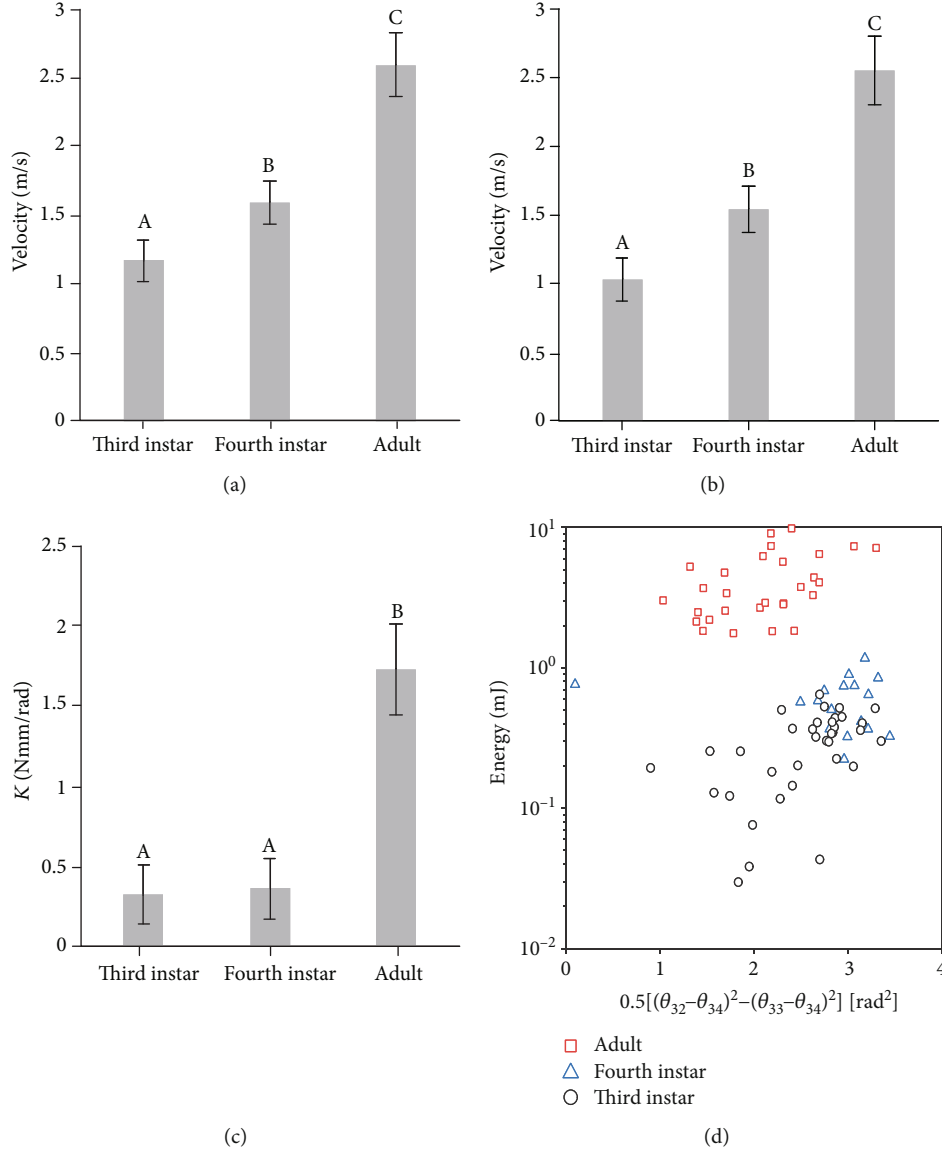 3
2.5
2
1.5
1
0.5
0
Velocity (m/s)
A
B
C
Third instar
Fourth instar
Adult
(a)
3
2.5
2
1.5
1
0.5
0
Velocity (m/s)
A
B
C
Third instar
Fourth instar
Adult
(b)
2.5
2
1.5
1
0.5
0
K (Nmm/rad)
A
A
B
Third instar
Fourth instar
Adult
(c)
10¹
10⁰
10⁻¹
10⁻²
Energy (mJ)
0 1 2 3 4
0.5[(θ₃₂–θ₃₄)²–(θ₃₃–θ₃₄)²] [rad²]
Adult
Fourth instar
Third instar
(d)